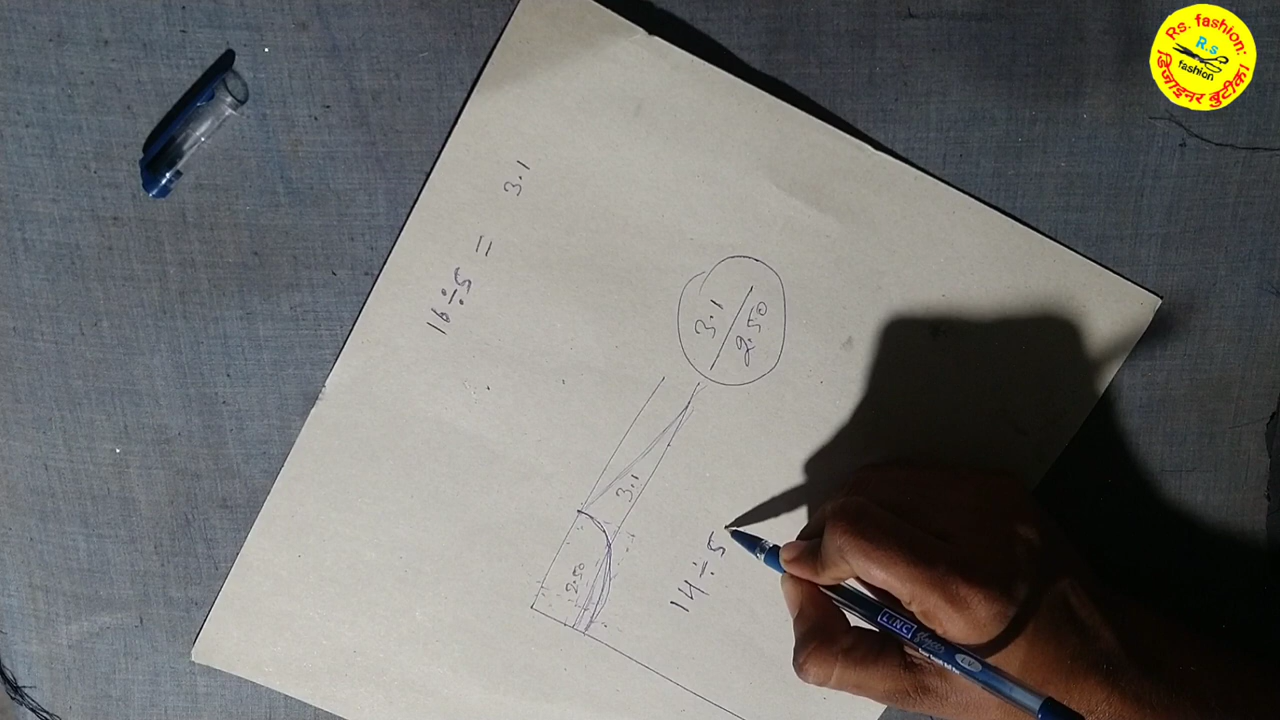 Rs. fashion:
R.s
fashion
डिजाइनर बुटीक।
16÷5 = 3.1
3.1
2.50
3.1
2.50
14÷5
LINC